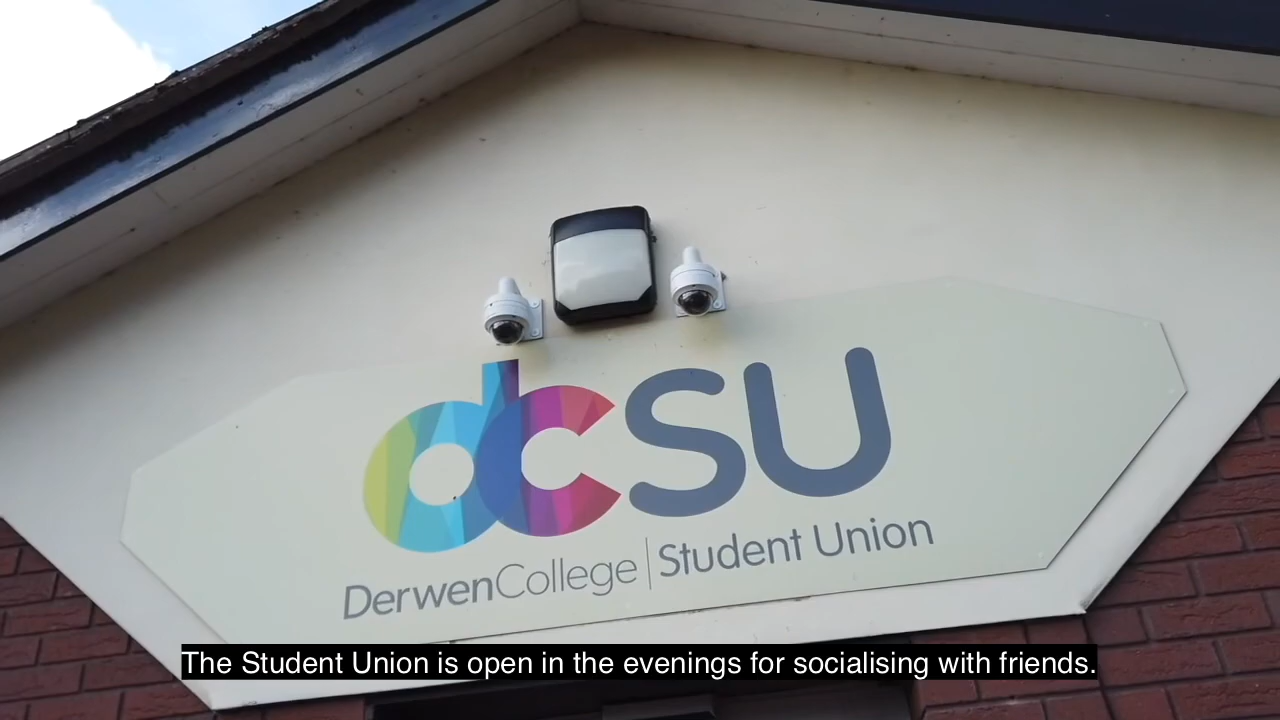 dcSU
DerwenCollege | Student Union
The Student Union is open in the evenings for socialising with friends.